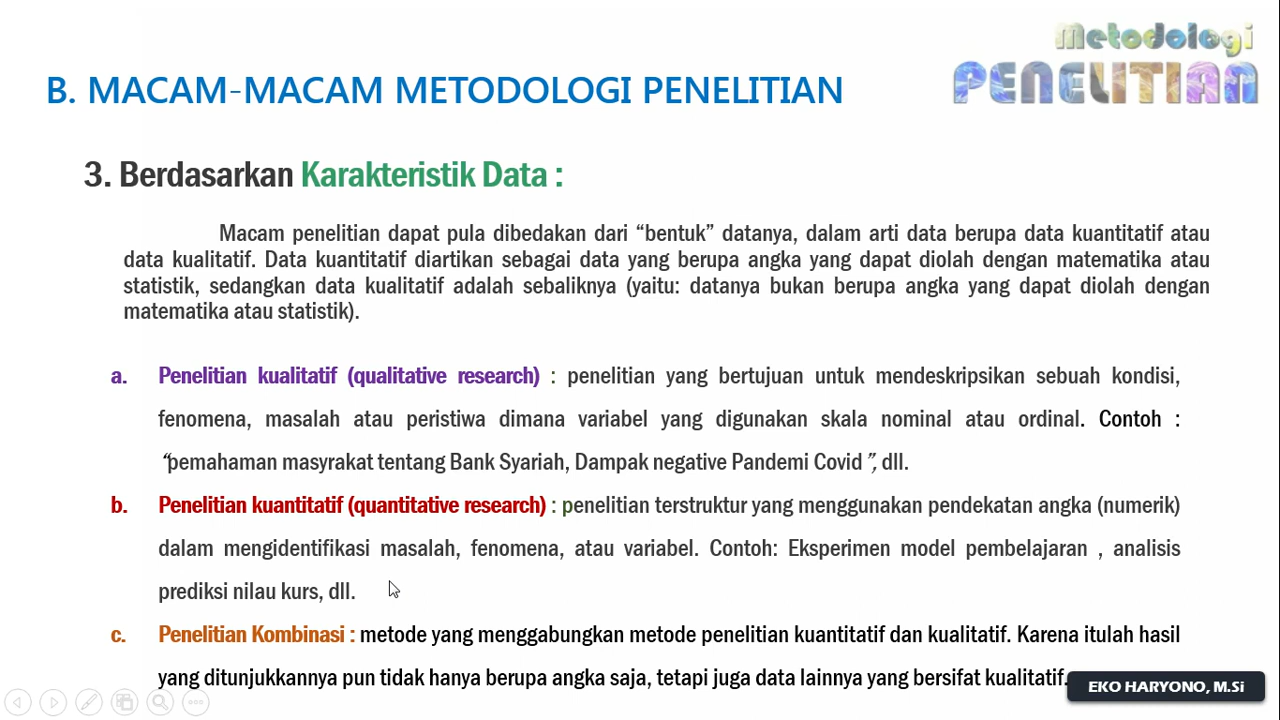 Metodologi
PENELITIAN
B. MACAM-MACAM METODOLOGI PENELITIAN
3. Berdasarkan Karakteristik Data :
Macam penelitian dapat pula dibedakan dari “bentuk” datanya, dalam arti data berupa data kuantitatif atau
data kualitatif. Data kuantitatif diartikan sebagai data yang berupa angka yang dapat diolah dengan matematika atau
statistik, sedangkan data kualitatif adalah sebaliknya (yaitu: datanya bukan berupa angka yang dapat diolah dengan
matematika atau statistik).
a. Penelitian kualitatif (qualitative research) : penelitian yang bertujuan untuk mendeskripsikan sebuah kondisi,
fenomena, masalah atau peristiwa dimana variabel yang digunakan skala nominal atau ordinal. Contoh :
“pemahaman masyrakat tentang Bank Syariah, Dampak negative Pandemi Covid ”, dll.
b. Penelitian kuantitatif (quantitative research) : penelitian terstruktur yang menggunakan pendekatan angka (numerik)
dalam mengidentifikasi masalah, fenomena, atau variabel. Contoh: Eksperimen model pembelajaran , analisis
prediksi nilau kurs, dll.
c. Penelitian Kombinasi : metode yang menggabungkan metode penelitian kuantitatif dan kualitatif. Karena itulah hasil
yang ditunjukkannya pun tidak hanya berupa angka saja, tetapi juga data lainnya yang bersifat kualitatif.
EKO HARYONO, M.Si